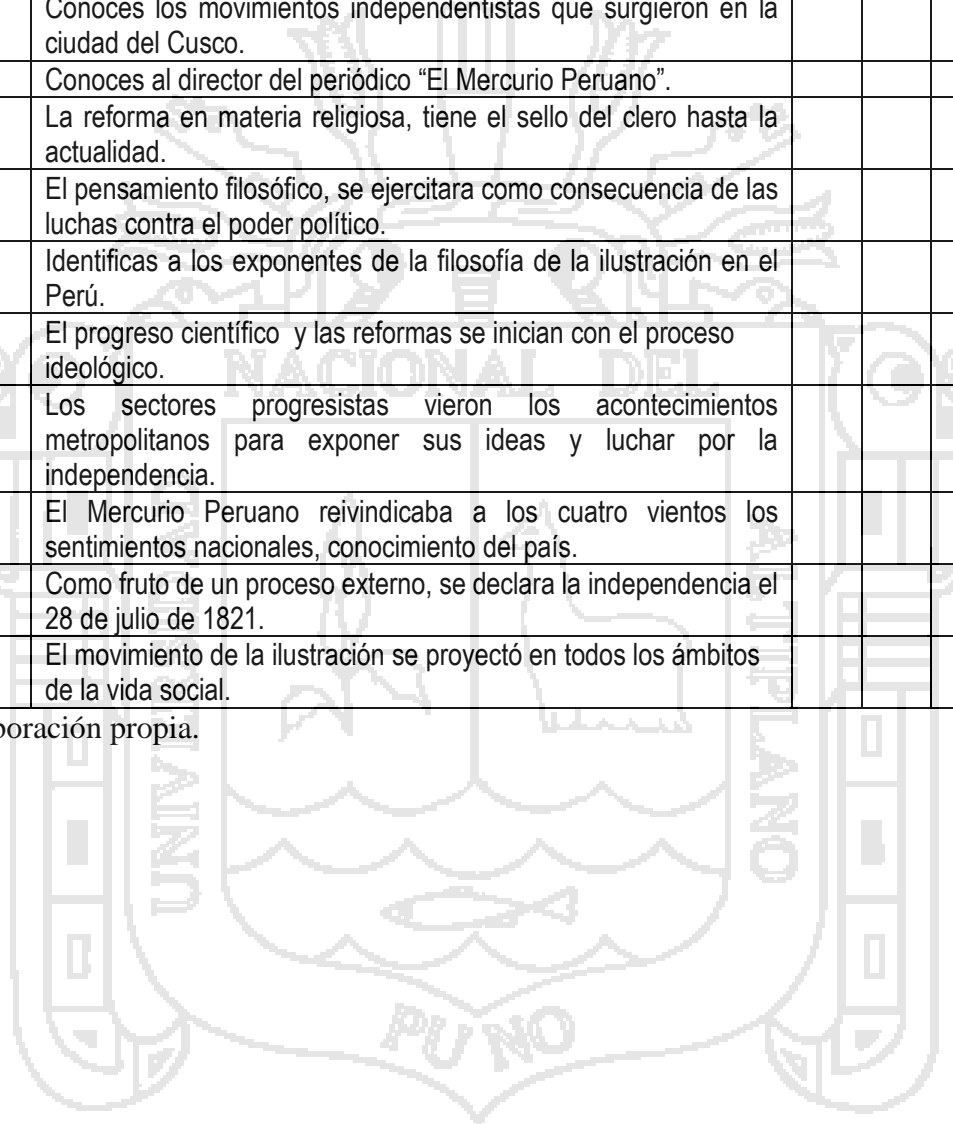 Conoces los movimientos independentistas que surgieron en la
ciudad del Cusco.
Conoces al director del periódico “El Mercurio Peruano”.
La reforma en materia religiosa, tiene el sello del clero hasta la
actualidad.
El pensamiento filosófico, se ejercitara como consecuencia de las
luchas contra el poder político.
Identificas a los exponentes de la filosofía de la ilustración en el
Perú.
El progreso científico y las reformas se inician con el proceso
ideológico.
Los sectores progresistas vieron los acontecimientos
metropolitanos para exponer sus ideas y luchar por la
independencia.
El Mercurio Peruano reivindicaba a los cuatro vientos los
sentimientos nacionales, conocimiento del país.
Como fruto de un proceso externo, se declara la independencia el
28 de julio de 1821.
El movimiento de la ilustración se proyectó en todos los ámbitos
de la vida social.
boración propia.
UNIVERSIDAD
NACIONAL DEL
ALTIPLANO
PUNO